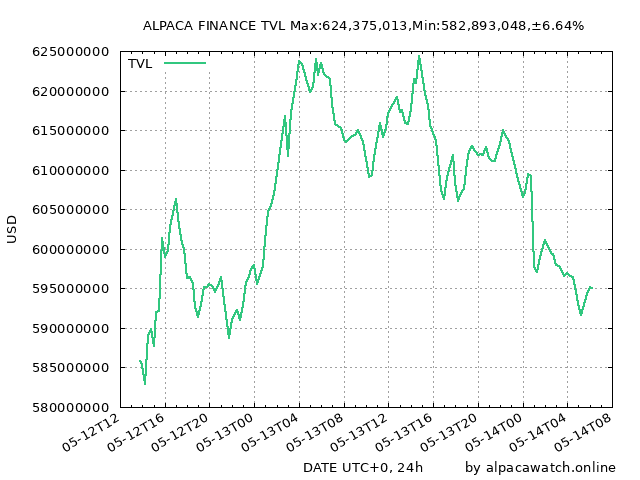 ALPACA FINANCE TVL Max:624,375,013,Min:582,893,048,±6.64%
TVL
625000000
620000000
615000000
610000000
605000000
600000000
595000000
590000000
585000000
580000000
USD
05-12T12
05-12T16
05-12T20
05-13T00
05-13T04
05-13T08
05-13T12
05-13T16
05-13T20
05-14T00
05-14T04
05-14T08
DATE UTC+0, 24h
by alpacawatch.online